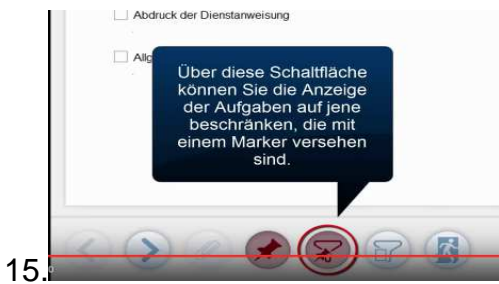 Abdruck der Dienstanweisung
Über diese Schaltfläche
können Sie die Anzeige
der Aufgaben auf jene
beschränken, die mit
einem Marker versehen
sind.
15.